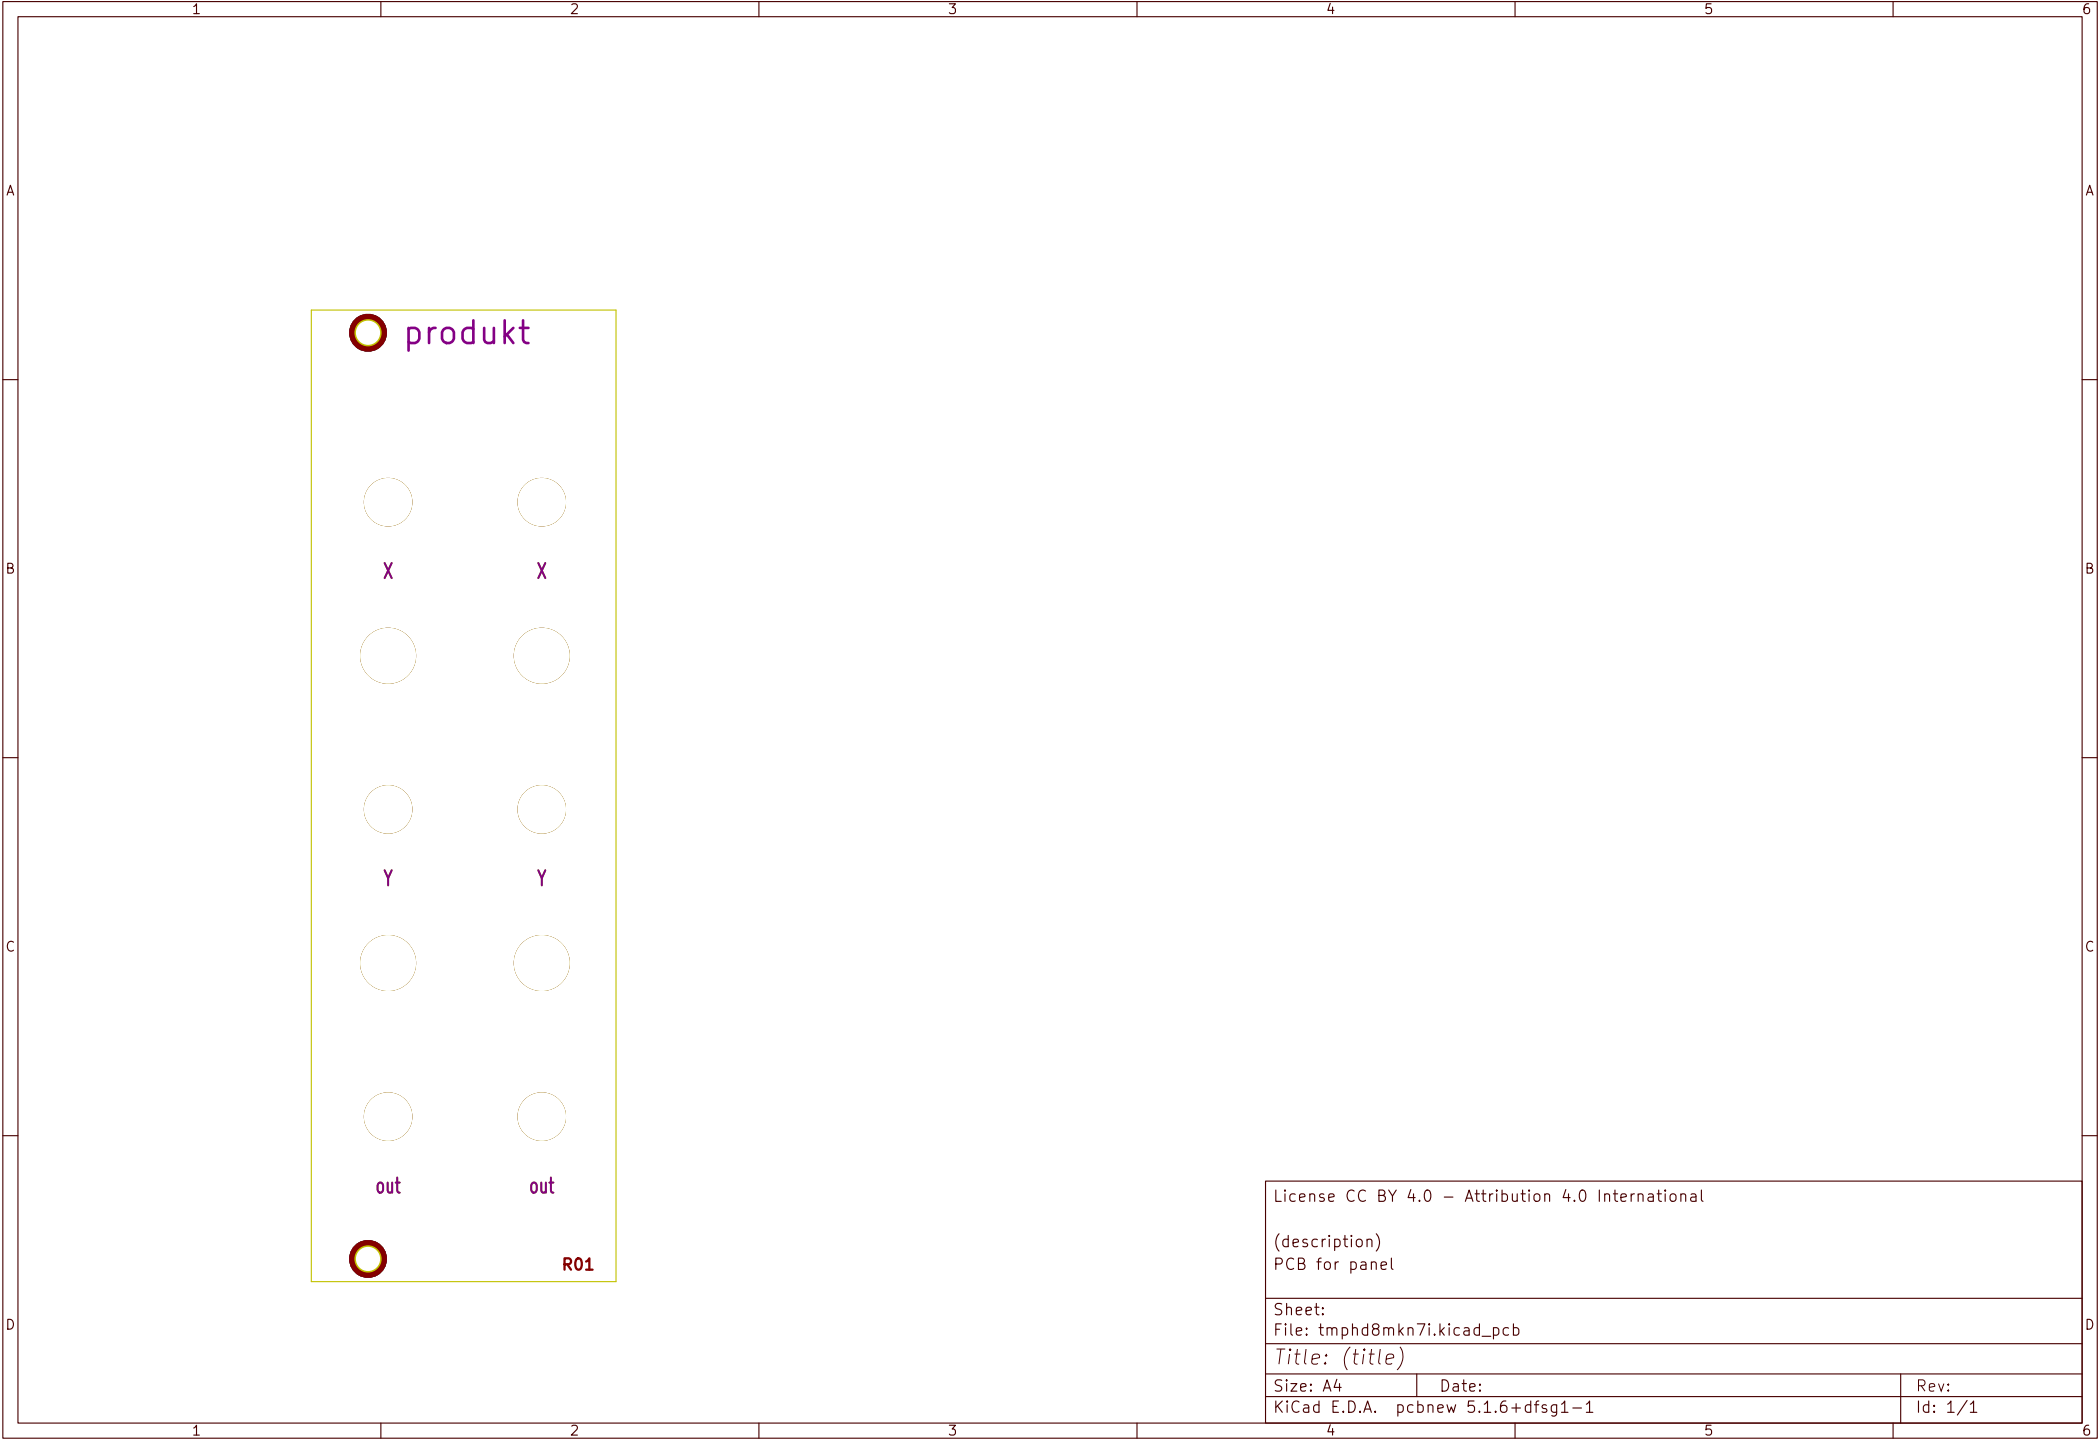 1 2 3 4 5 6
A A
produkt
X X
B B
Y Y
C C
out out
License CC BY 4.0 – Attribution 4.0 International
(description)
R01
PCB for panel
Sheet:
D D
File: tmphd8mkn7i.kicad_pcb
Title: (title)
Size: A4 Date: Rev:
KiCad E.D.A. pcbnew 5.1.6+dfsg1-1 Id: 1/1
1 2 3 4 5 6